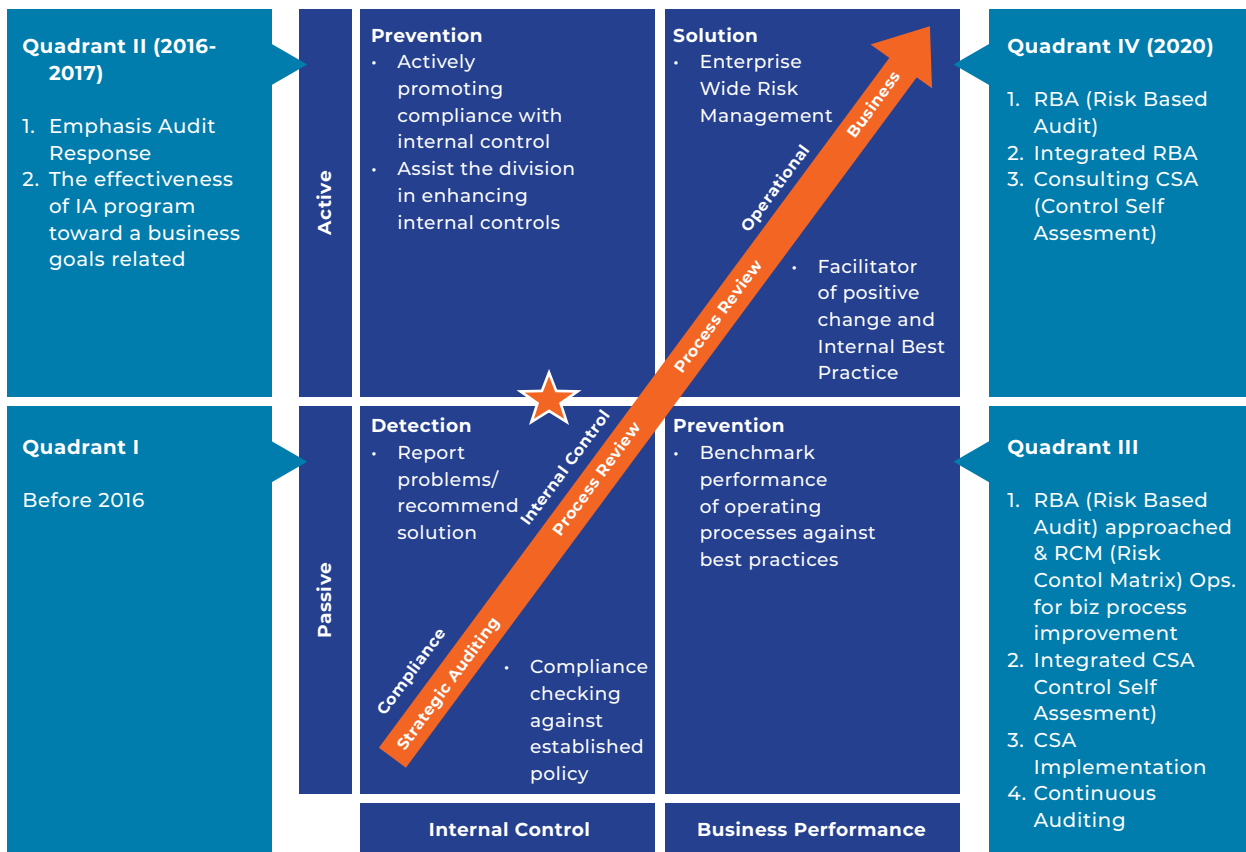 Quadrant II (2016-
2017)
1. Emphasis Audit
Response
2. The effectiveness
of IA program
toward a business
goals related
Active
Prevention
• Actively
promoting
compliance with
internal control
• Assist the division
in enhancing
internal controls
Solution
• Enterprise
Wide Risk
Management
• Facilitator
of positive
change and
Internal Best
Practice
Quadrant IV (2020)
1. RBA (Risk Based
Audit)
2. Integrated RBA
3. Consulting CSA
(Control Self
Assesment)
Quadrant I
Before 2016
Passive
Detection
• Report
problems/
recommend
solution
• Compliance
checking
against
established
policy
Prevention
• Benchmark
performance
of operating
processes against
best practices
Quadrant III
1. RBA (Risk Based
Audit) approached
& RCM (Risk
Contol Matrix) Ops.
for biz process
improvement
2. Integrated CSA
Control Self
Assesment)
3. CSA
Implementation
4. Continuous
Auditing
Compliance
Strategic Auditing
Internal Control
Process Review
Process Review
Operational
Business
Internal Control
Business Performance